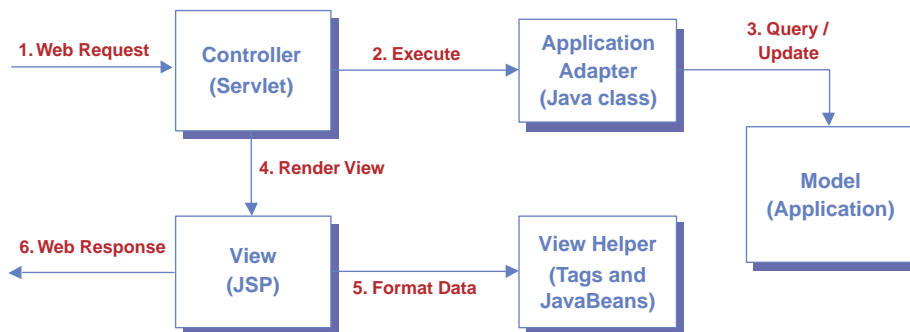 1. Web Request
Controller
(Servlet)
2. Execute
Application
Adapter
(Java class)
3. Query /
Update
Model
(Application)
4. Render View
View
(JSP)
5. Format Data
View Helper
(Tags and
JavaBeans)
6. Web Response